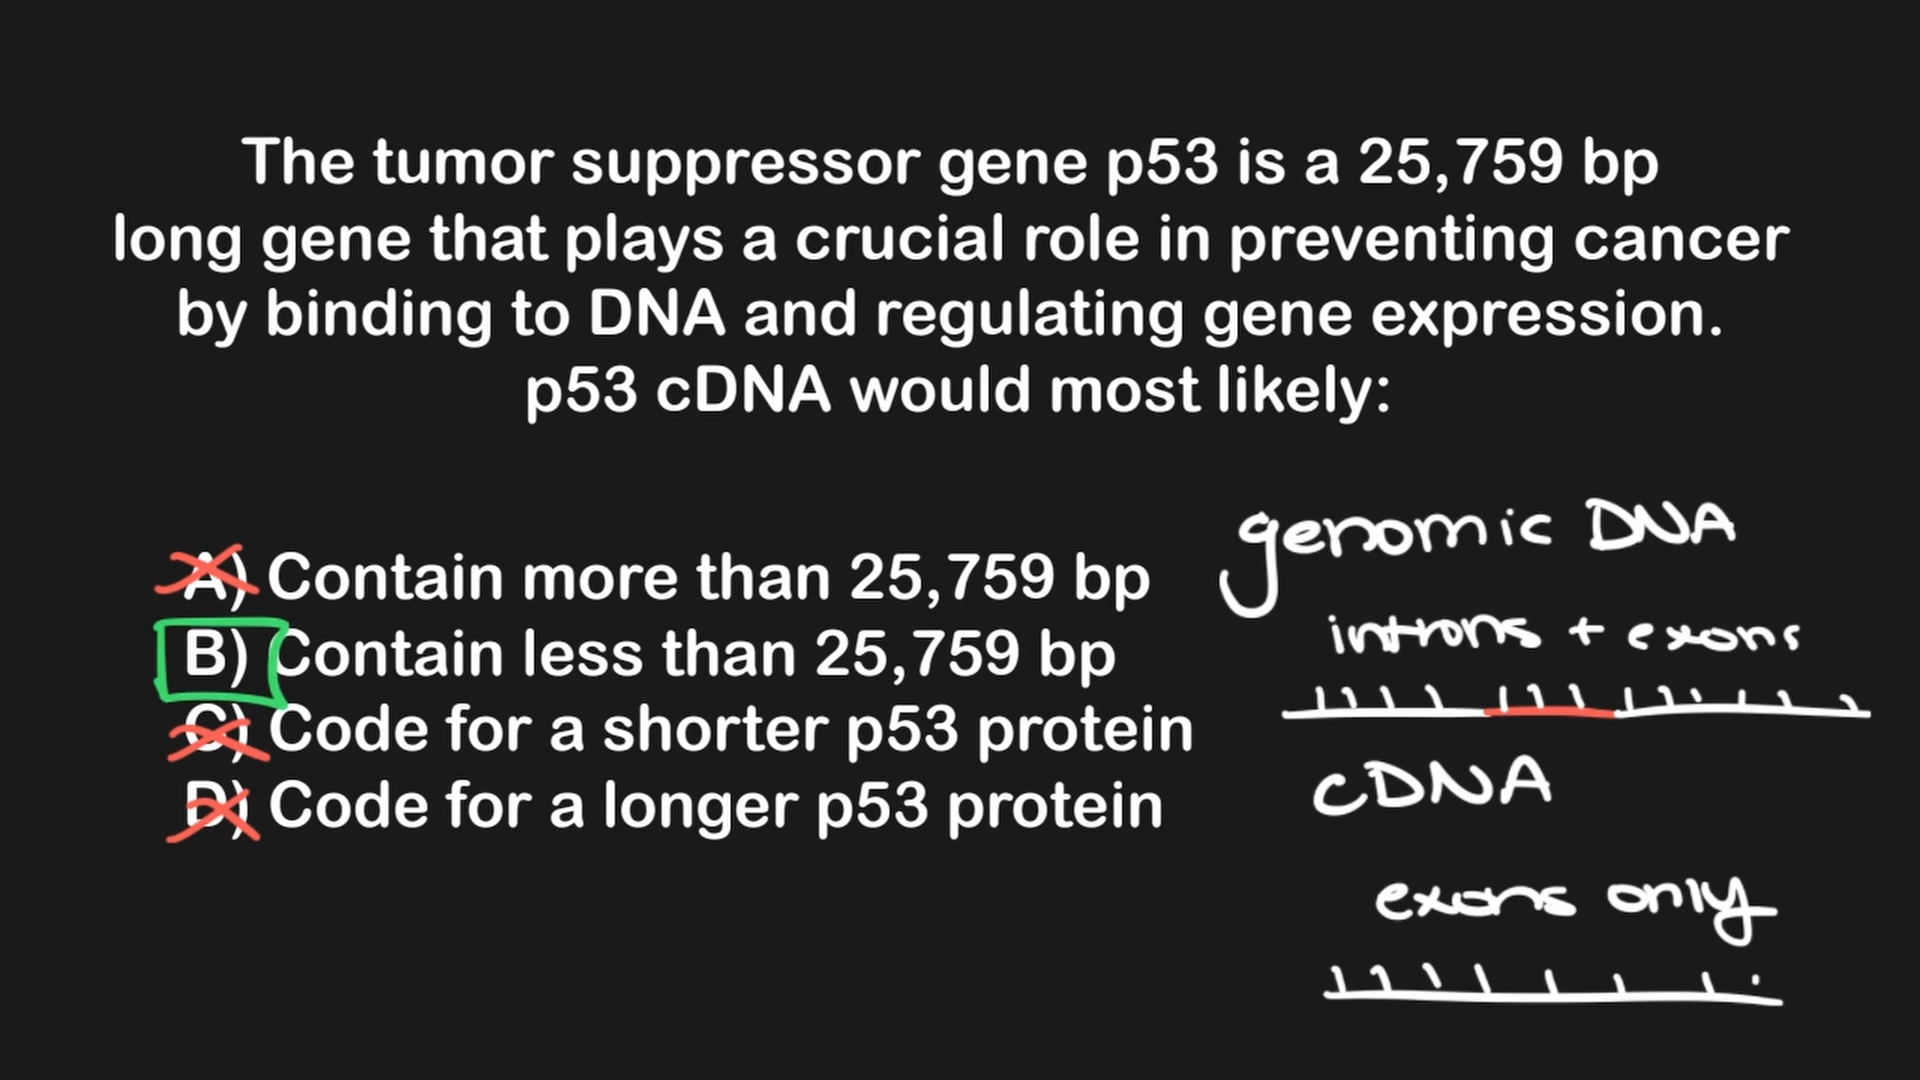 The tumor suppressor gene p53 is a 25,759 bp
long gene that plays a crucial role in preventing cancer
by binding to DNA and regulating gene expression.
p53 cDNA would most likely:
A) Contain more than 25,759 bp
B) Contain less than 25,759 bp
C) Code for a shorter p53 protein
D) Code for a longer p53 protein
genomic DNA
introns + exons
cDNA
exons only